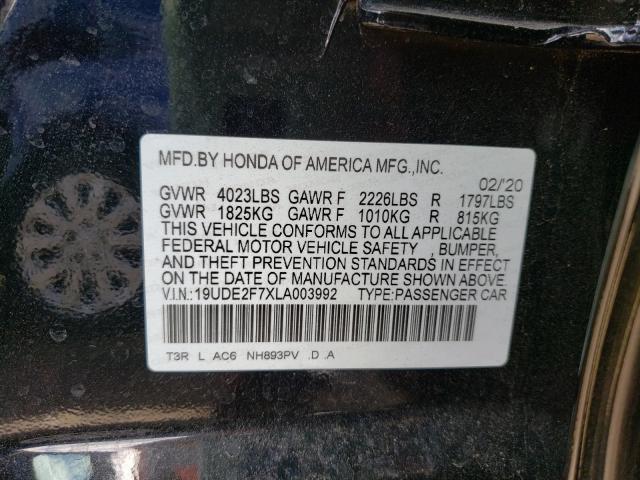 MFD.BY HONDA OF AMERICA MFG.,INC.
02/'20
GVWR 4023LBS GAWR F 2226LBS R 1797LBS
GVWR 1825KG GAWR F 1010KG R 815KG
THIS VEHICLE CONFORMS TO ALL APPLICABLE
FEDERAL MOTOR VEHICLE SAFETY , BUMPER,
AND THEFT PREVENTION STANDARDS IN EFFECT
ON THE DATE OF MANUFACTURE SHOWN ABOVE.
V.I.N.:19UDE2F7XLA003992 TYPE:PASSENGER CAR
T3R L AC6 NH893PV .D .A